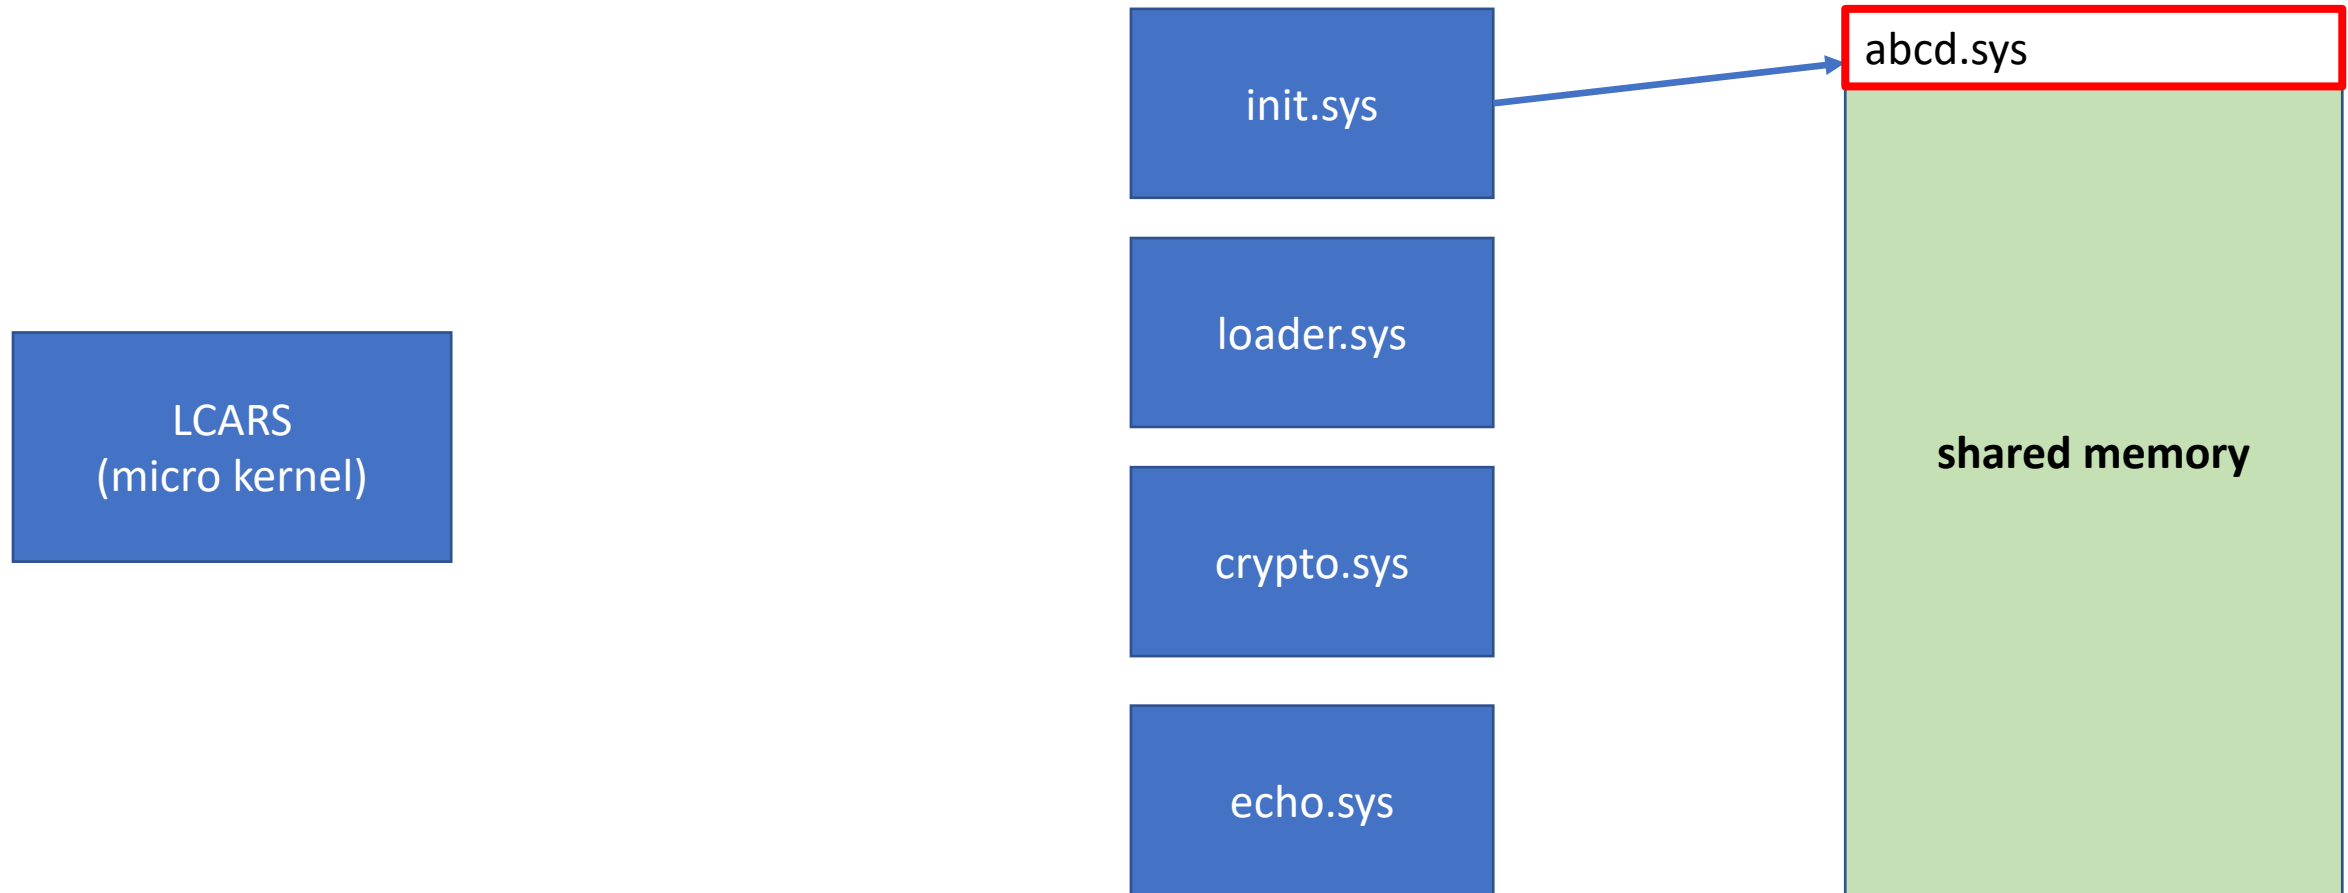 init.sys
abcd.sys
loader.sys
LCARS
(micro kernel)
shared memory
crypto.sys
echo.sys